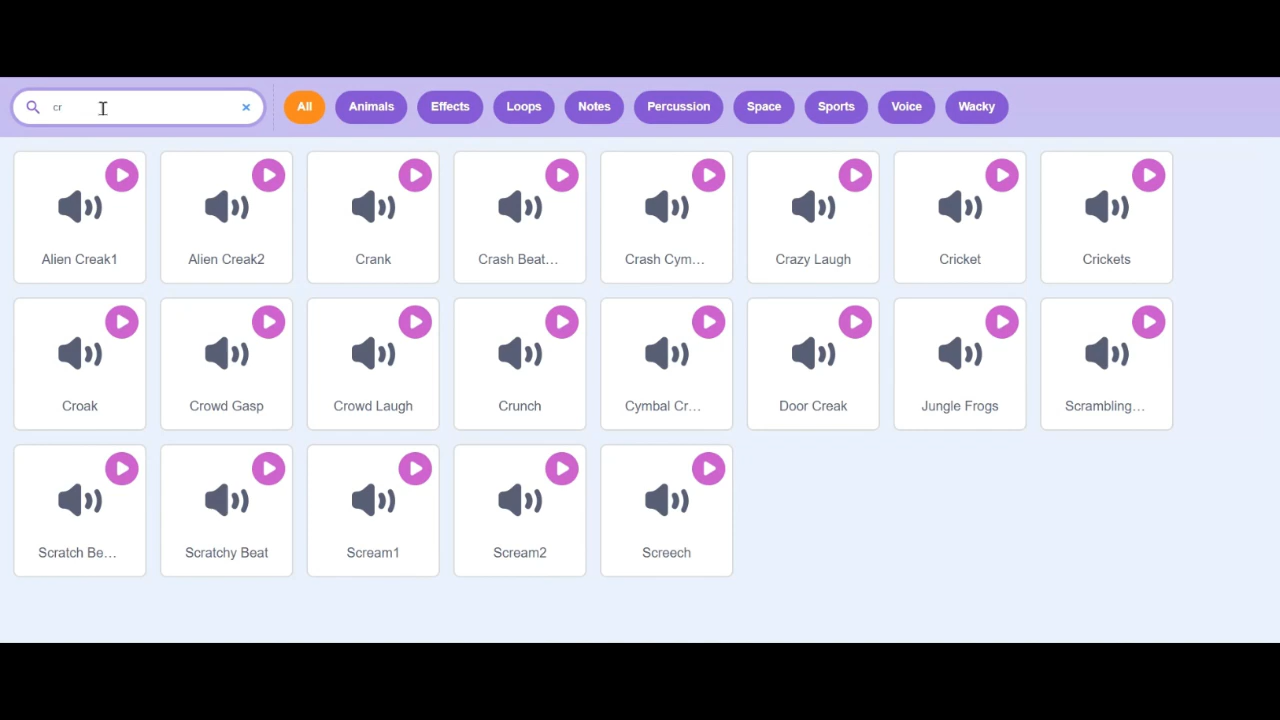 cr
All Animals Effects Loops Notes Percussion Space Sports Voice Wacky
Alien Creak1 Alien Creak2 Crank Crash Beat... Crash Cym... Crazy Laugh Cricket Crickets
Croak Crowd Gasp Crowd Laugh Crunch Cymbal Cr... Door Creak Jungle Frogs Scrambling...
Scratch Be... Scratchy Beat Scream1 Scream2 Screech